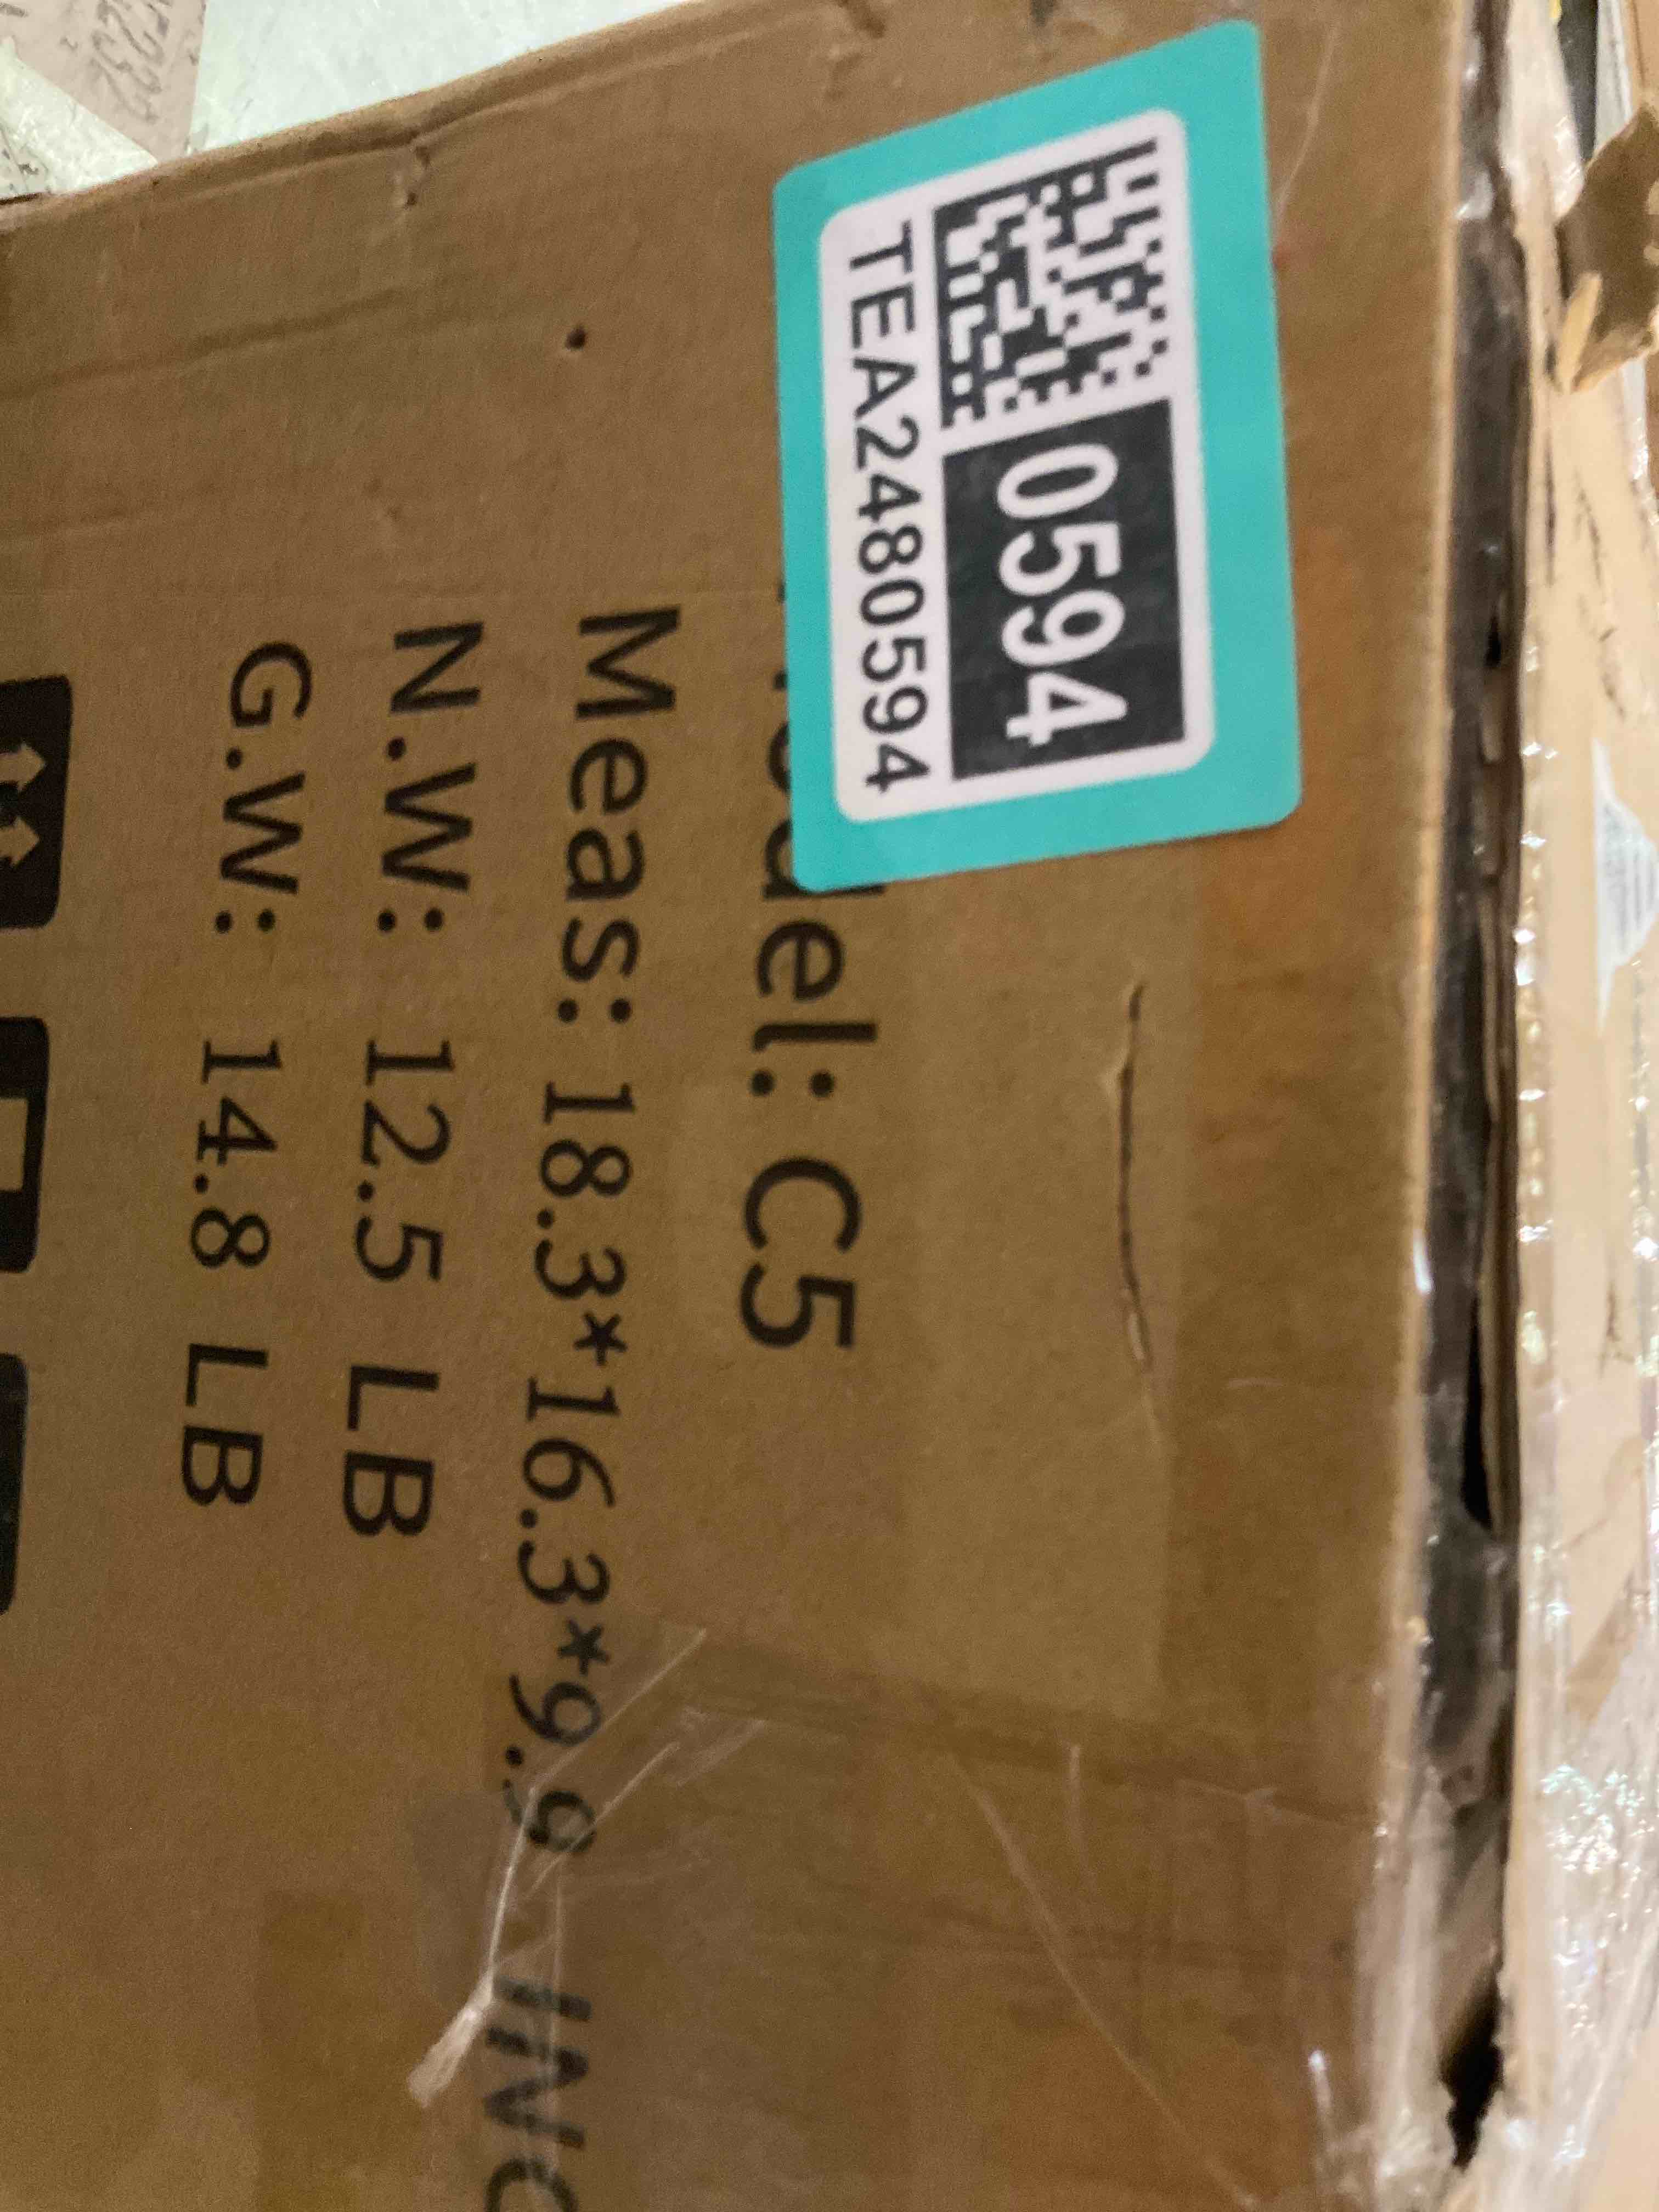 0594
TEA2480594
Model: C5
Meas: 18.3*16.3*9.9 INC
N.W: 12.5 LB
G.W: 14.8 LB